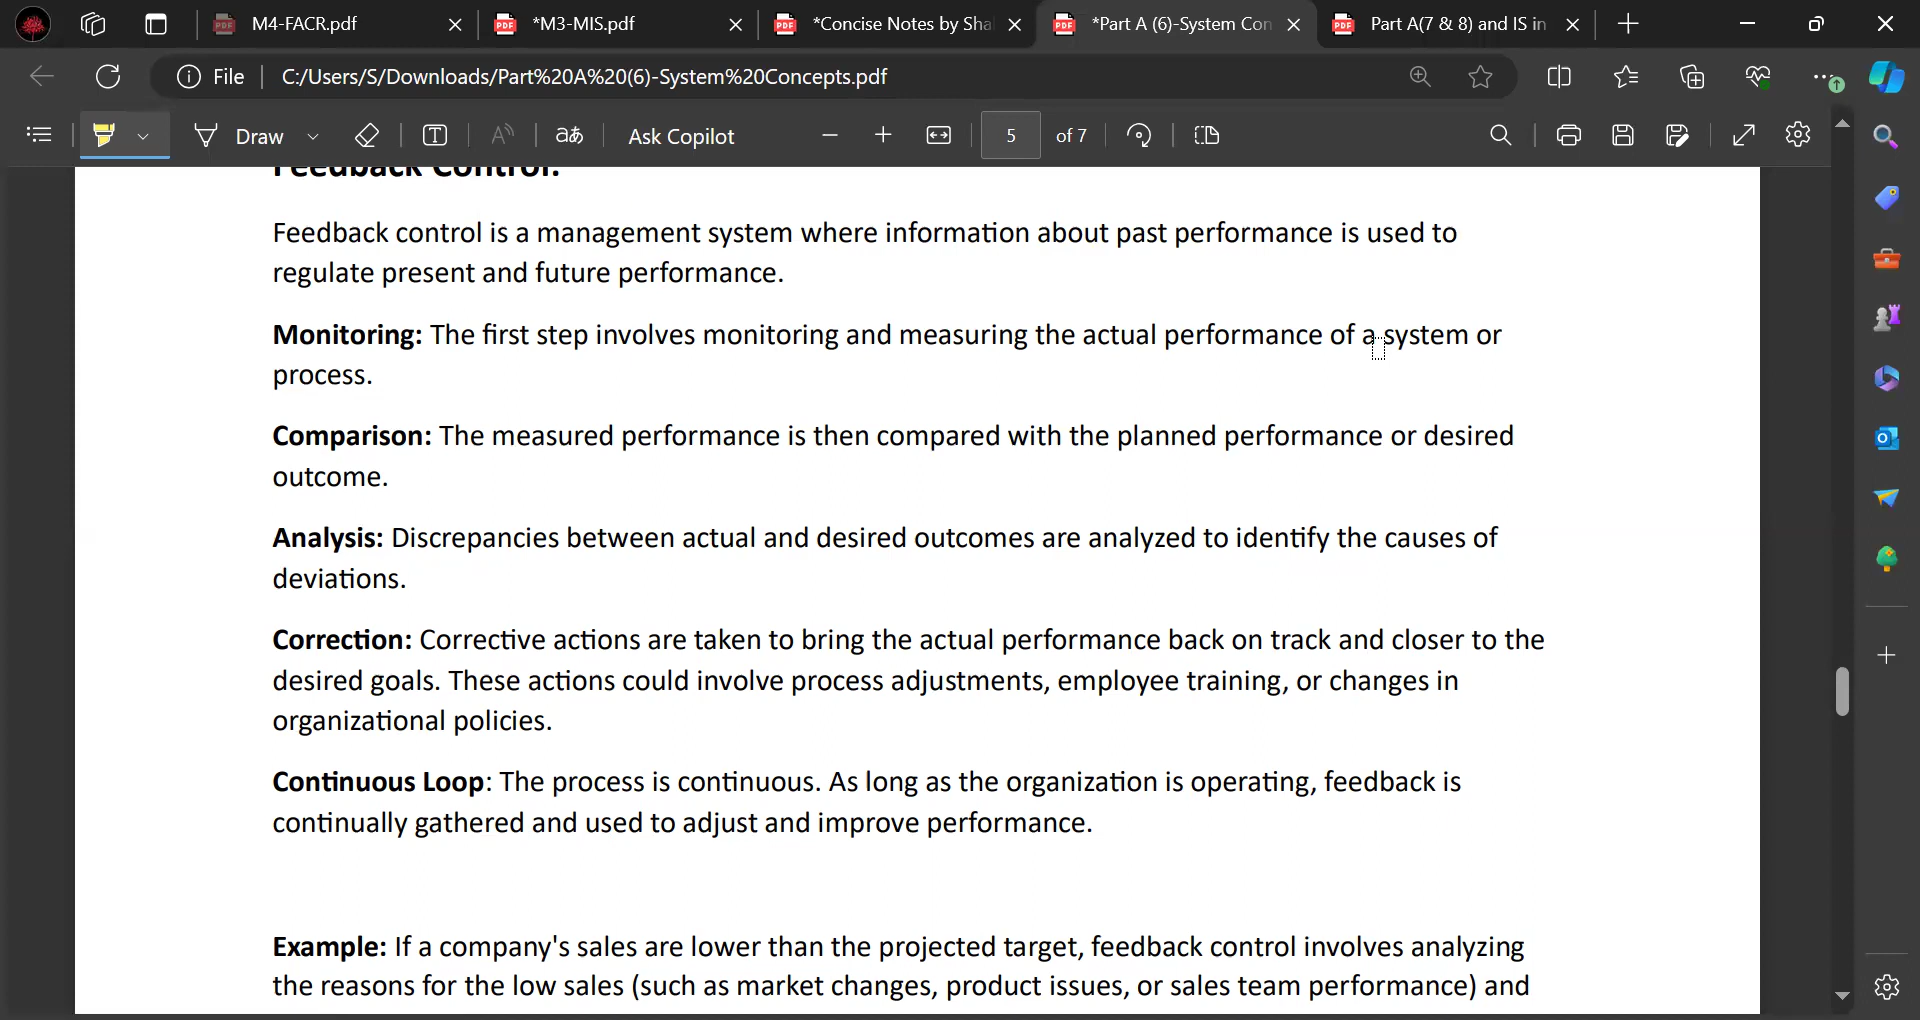 M4-FACR.pdf
*M3-MIS.pdf
*Concise Notes by Sha
*Part A (6)-System Con
Part A(7 & 8) and IS in
File
C:/Users/S/Downloads/Part%20A%20(6)-System%20Concepts.pdf
Draw
aあ
Ask Copilot
5
of 7
Feedback Control:
Feedback control is a management system where information about past performance is used to
regulate present and future performance.
Monitoring: The first step involves monitoring and measuring the actual performance of a system or
process.
Comparison: The measured performance is then compared with the planned performance or desired
outcome.
Analysis: Discrepancies between actual and desired outcomes are analyzed to identify the causes of
deviations.
Correction: Corrective actions are taken to bring the actual performance back on track and closer to the
desired goals. These actions could involve process adjustments, employee training, or changes in
organizational policies.
Continuous Loop: The process is continuous. As long as the organization is operating, feedback is
continually gathered and used to adjust and improve performance.
Example: If a company's sales are lower than the projected target, feedback control involves analyzing
the reasons for the low sales (such as market changes, product issues, or sales team performance) and